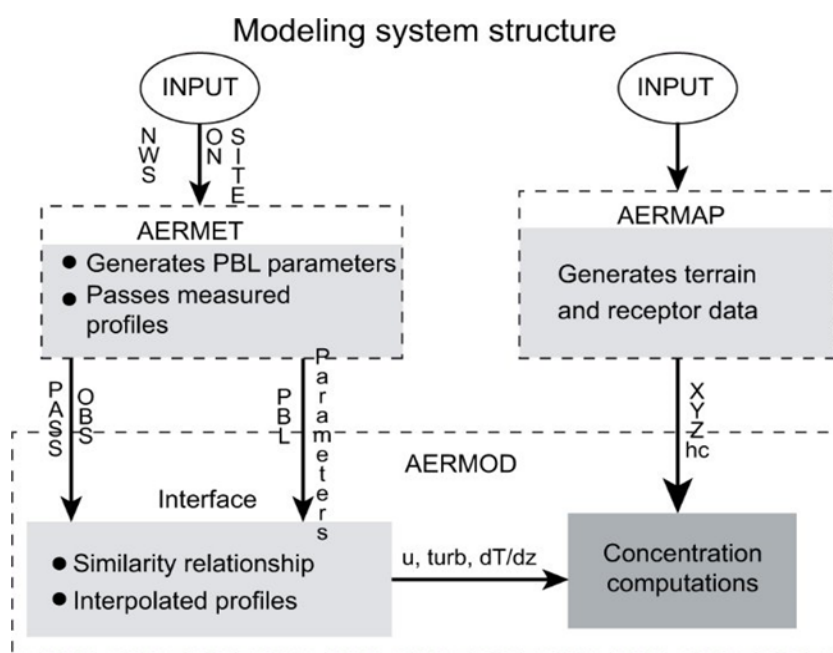 Modeling system structure
INPUT
INPUT
NWS
ON
SITE
AERMET
● Generates PBL parameters
● Passes measured
profiles
AERMAP
Generates terrain
and receptor data
PASS
OBS
PBL
Parameters
XYZ
hc
AERMOD
Interface
● Similarity relationship
● Interpolated profiles
u, turb, dT/dz
Concentration
computations